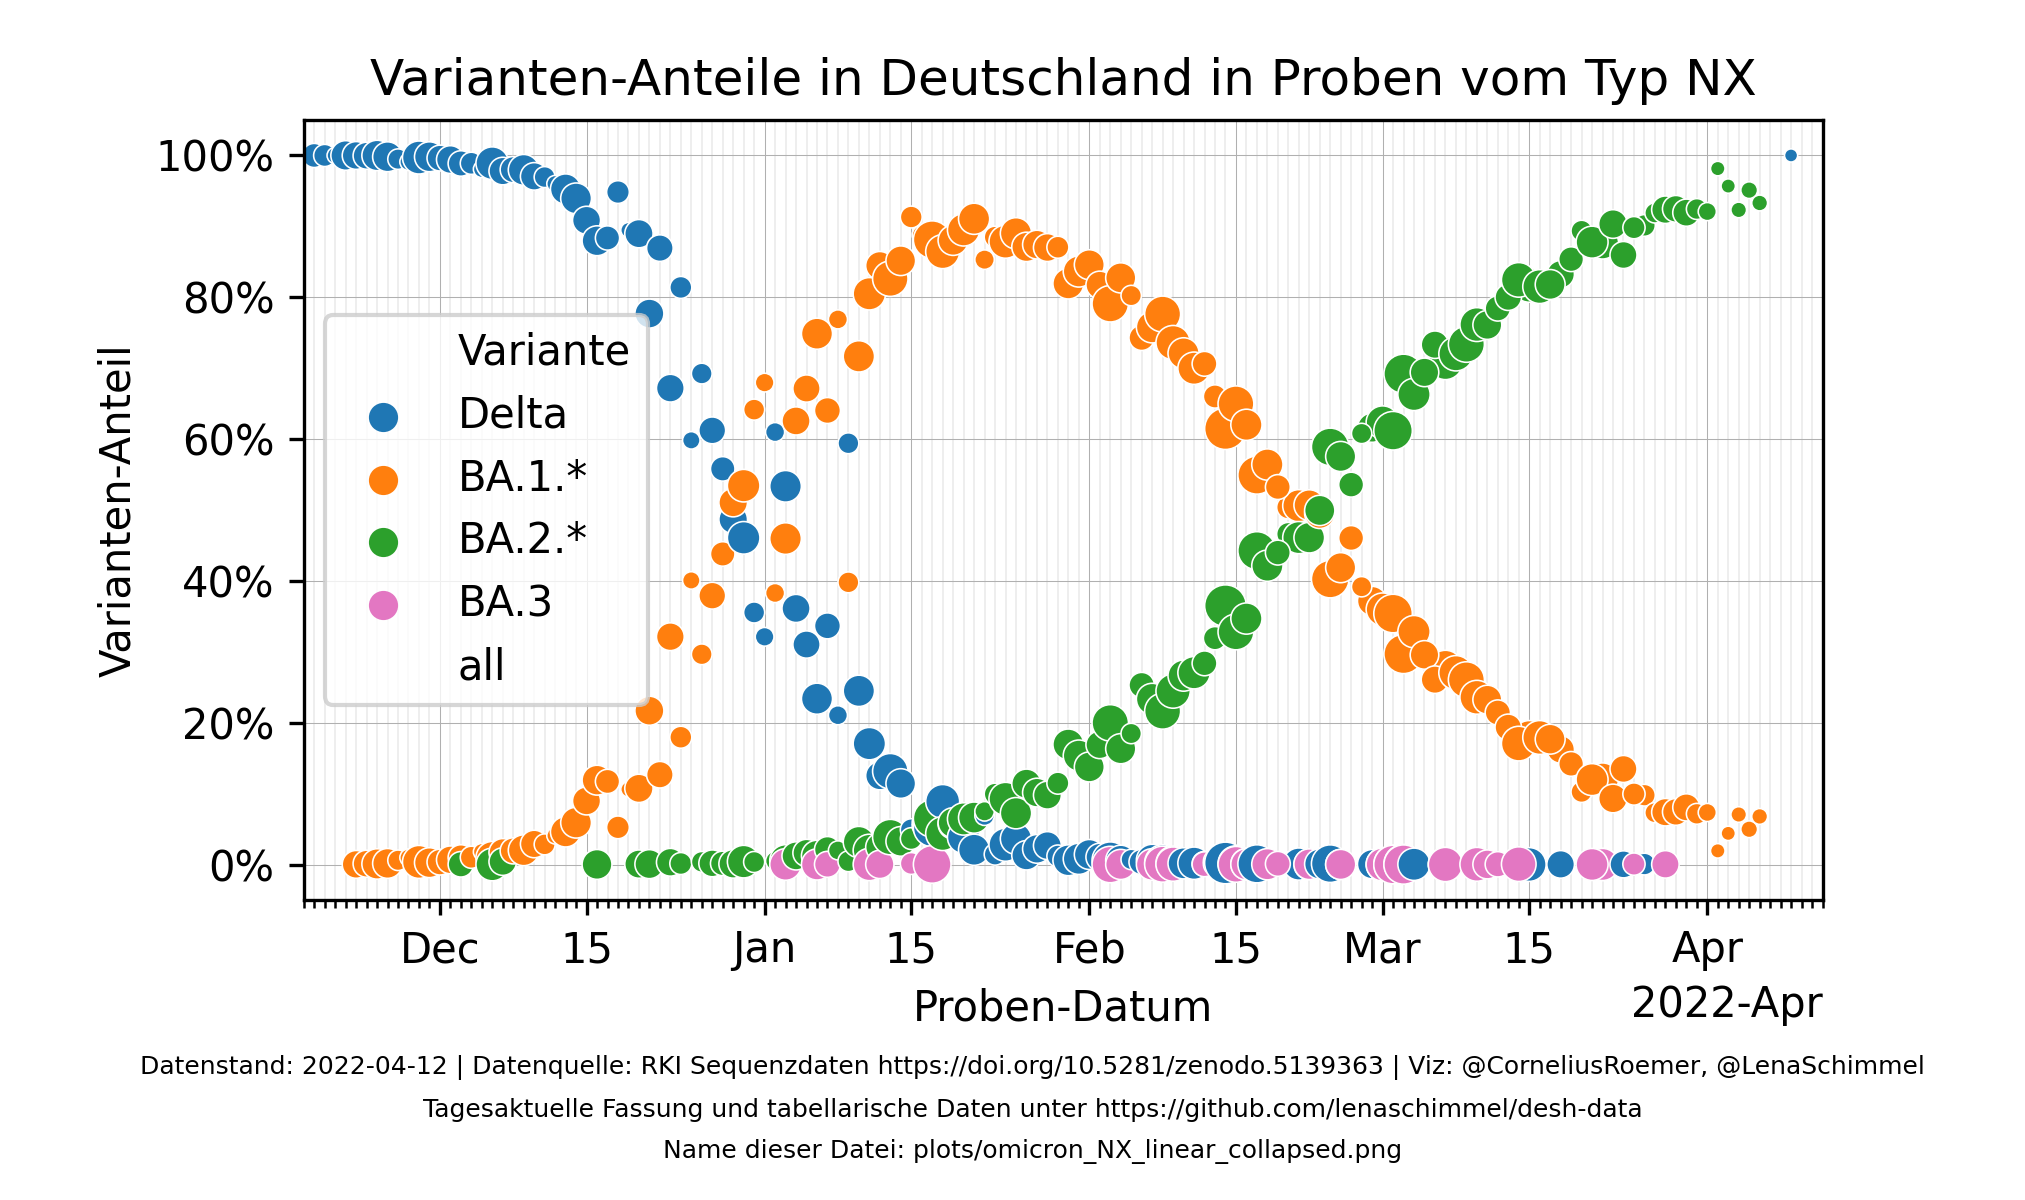 Varianten-Anteile in Deutschland in Proben vom Typ NX
Varianten-Anteil
100%
80%
60%
40%
20%
0%
Variante
Delta
BA.1.*
BA.2.*
BA.3
all
Dec 15 Jan 15 Feb 15 Mar 15 Apr
Proben-Datum
2022-Apr
Datenstand: 2022-04-12 | Datenquelle: RKI Sequenzdaten https://doi.org/10.5281/zenodo.5139363 | Viz: @CorneliusRoemer, @LenaSchimmel
Tagesaktuelle Fassung und tabellarische Daten unter https://github.com/lenaschimmel/desh-data
Name dieser Datei: plots/omicron_NX_linear_collapsed.png